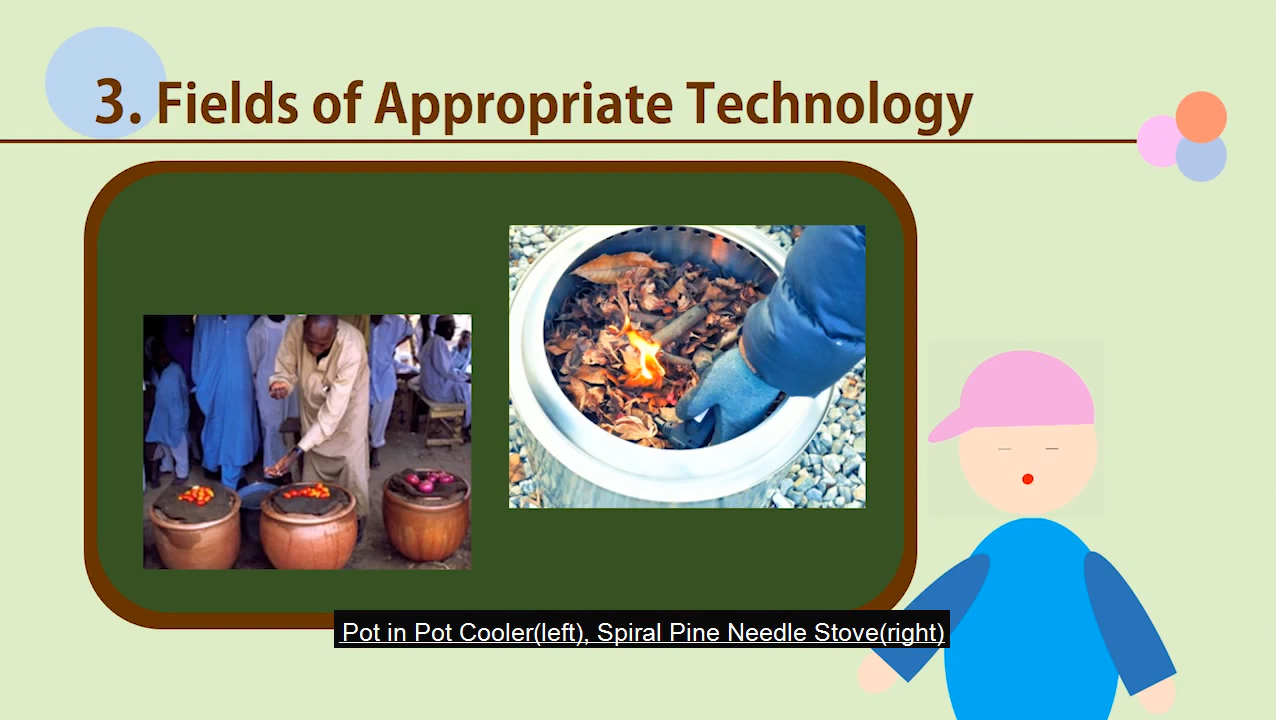 3. Fields of Appropriate Technology
Pot in Pot Cooler(left), Spiral Pine Needle Stove(right)